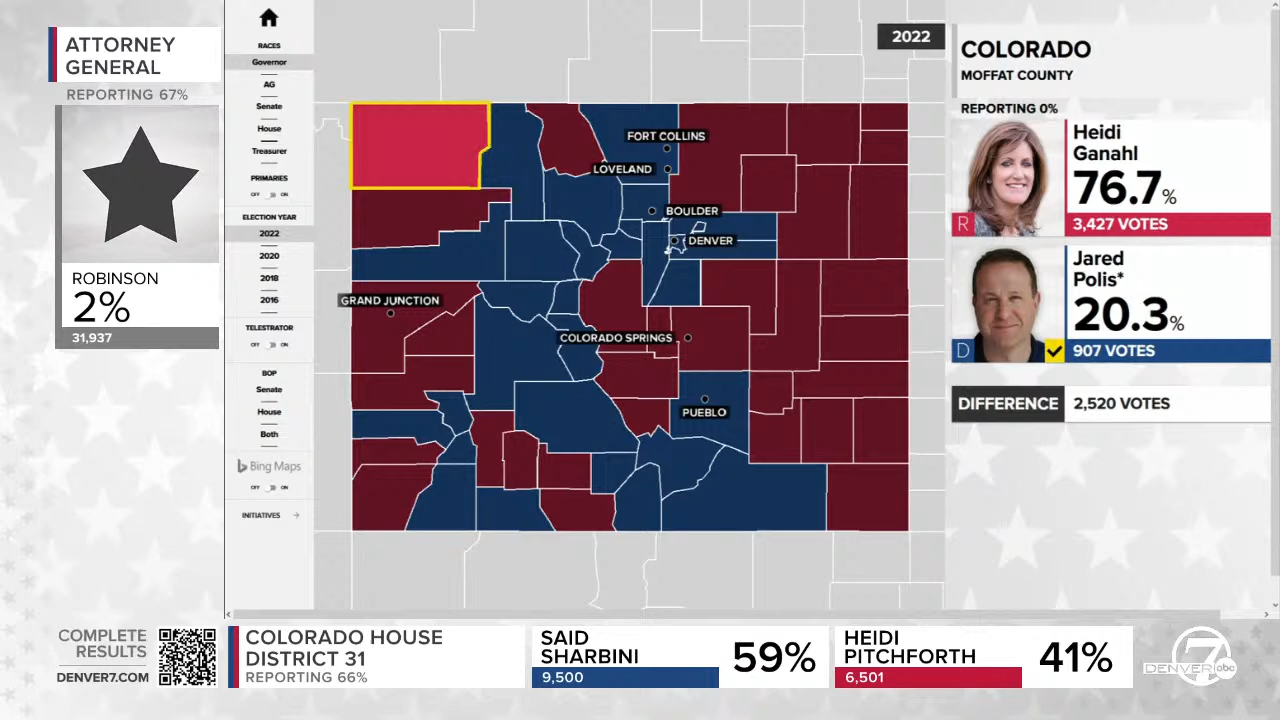 ATTORNEY
GENERAL
REPORTING 67%
ROBINSON
2%
31,937
RACES
Governor
AG
Senate
House
Treasurer
PRIMARIES
OFF ON
ELECTION YEAR
2022
2020
2018
2016
TELESTRATOR
OFF ON
BOP
Senate
House
Both
Bing Maps
OFF ON
INITIATIVES →
2022
FORT COLLINS
LOVELAND
BOULDER
DENVER
GRAND JUNCTION
COLORADO SPRINGS
PUEBLO
COLORADO
MOFFAT COUNTY
REPORTING 0%
Heidi
Ganahl
76.7%
R 3,427 VOTES
Jared
Polis*
20.3%
D 907 VOTES
DIFFERENCE 2,520 VOTES
COMPLETE
RESULTS
DENVER7.COM
COLORADO HOUSE
DISTRICT 31
REPORTING 66%
SAID
SHARBINI
59%
9,500
HEIDI
PITCHFORTH
41%
6,501
7
DENVER abc